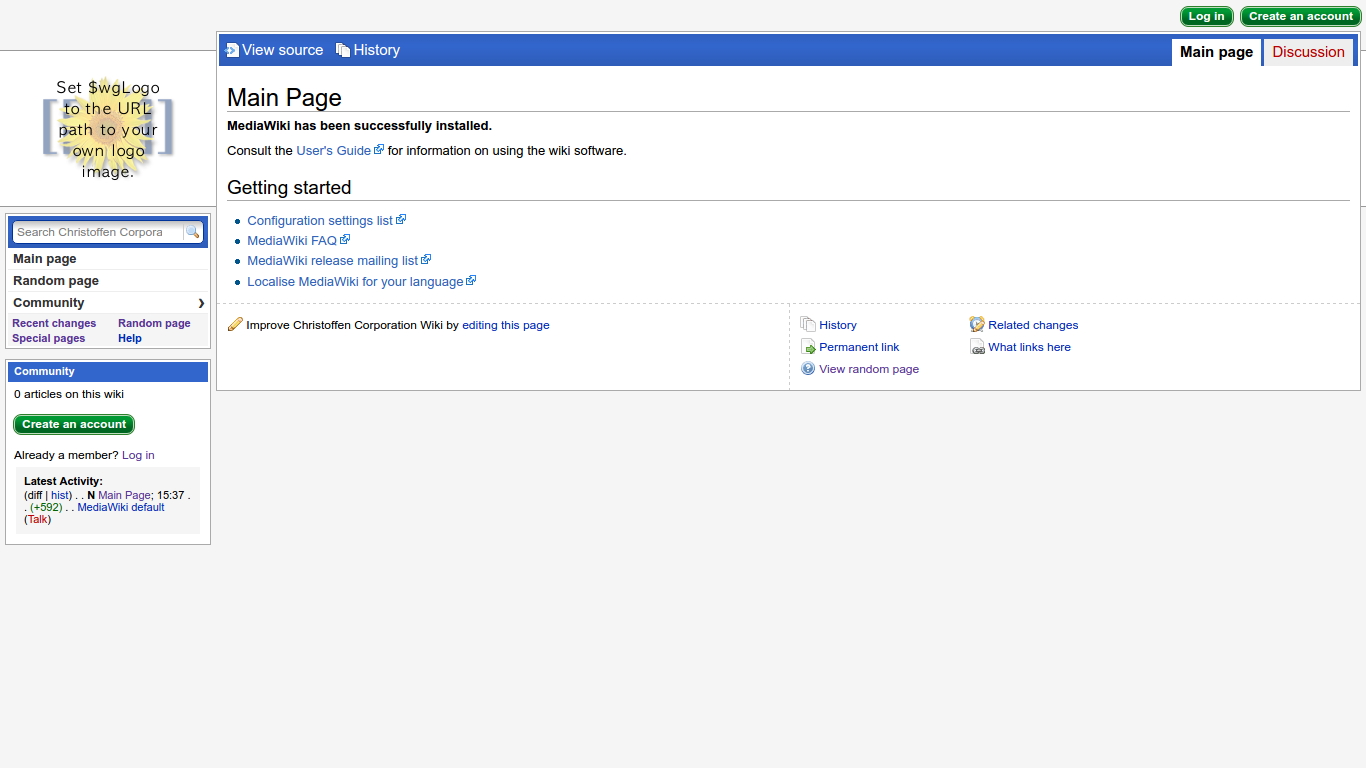 Log in
Create an account
View source
History
Main page
Discussion
Set $wgLogo
to the URL
path to your
own logo
image.
Main Page
MediaWiki has been successfully installed.
Consult the User's Guide for information on using the wiki software.
Getting started
Configuration settings list
MediaWiki FAQ
MediaWiki release mailing list
Localise MediaWiki for your language
Search Christoffen Corpora
Main page
Random page
Community
Recent changes
Random page
Special pages
Help
Improve Christoffen Corporation Wiki by editing this page
History
Related changes
Permanent link
What links here
View random page
Community
0 articles on this wiki
Create an account
Already a member? Log in
Latest Activity:
(diff | hist) . . N Main Page; 15:37 .
. (+592) . . MediaWiki default
(Talk)